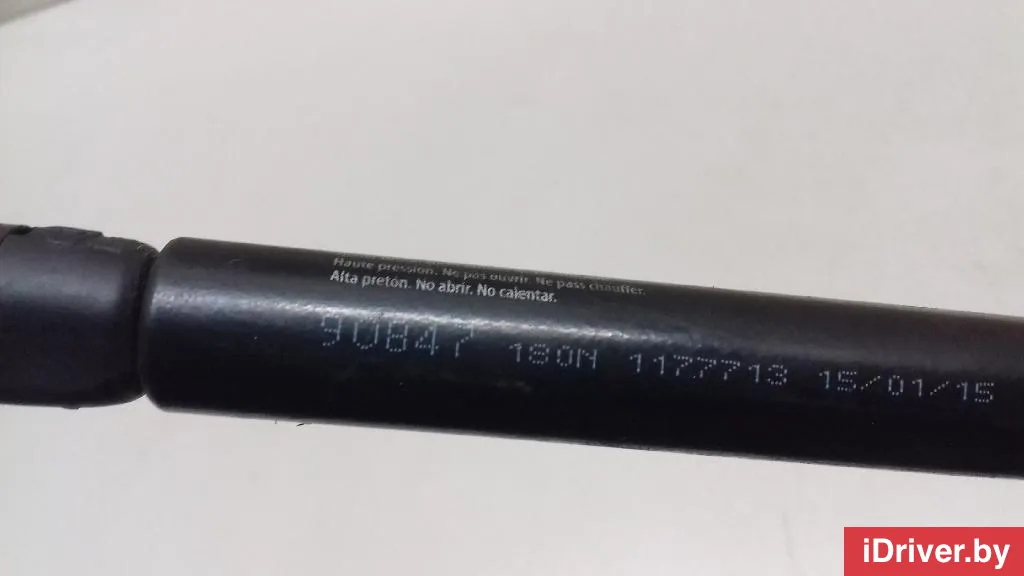 Haute pression. Ne pas ouvrir. Ne pass chauffer.
Alta pretón. No abrir. No calentar.
90847 180N 1177713 15/01/15
iDriver.by